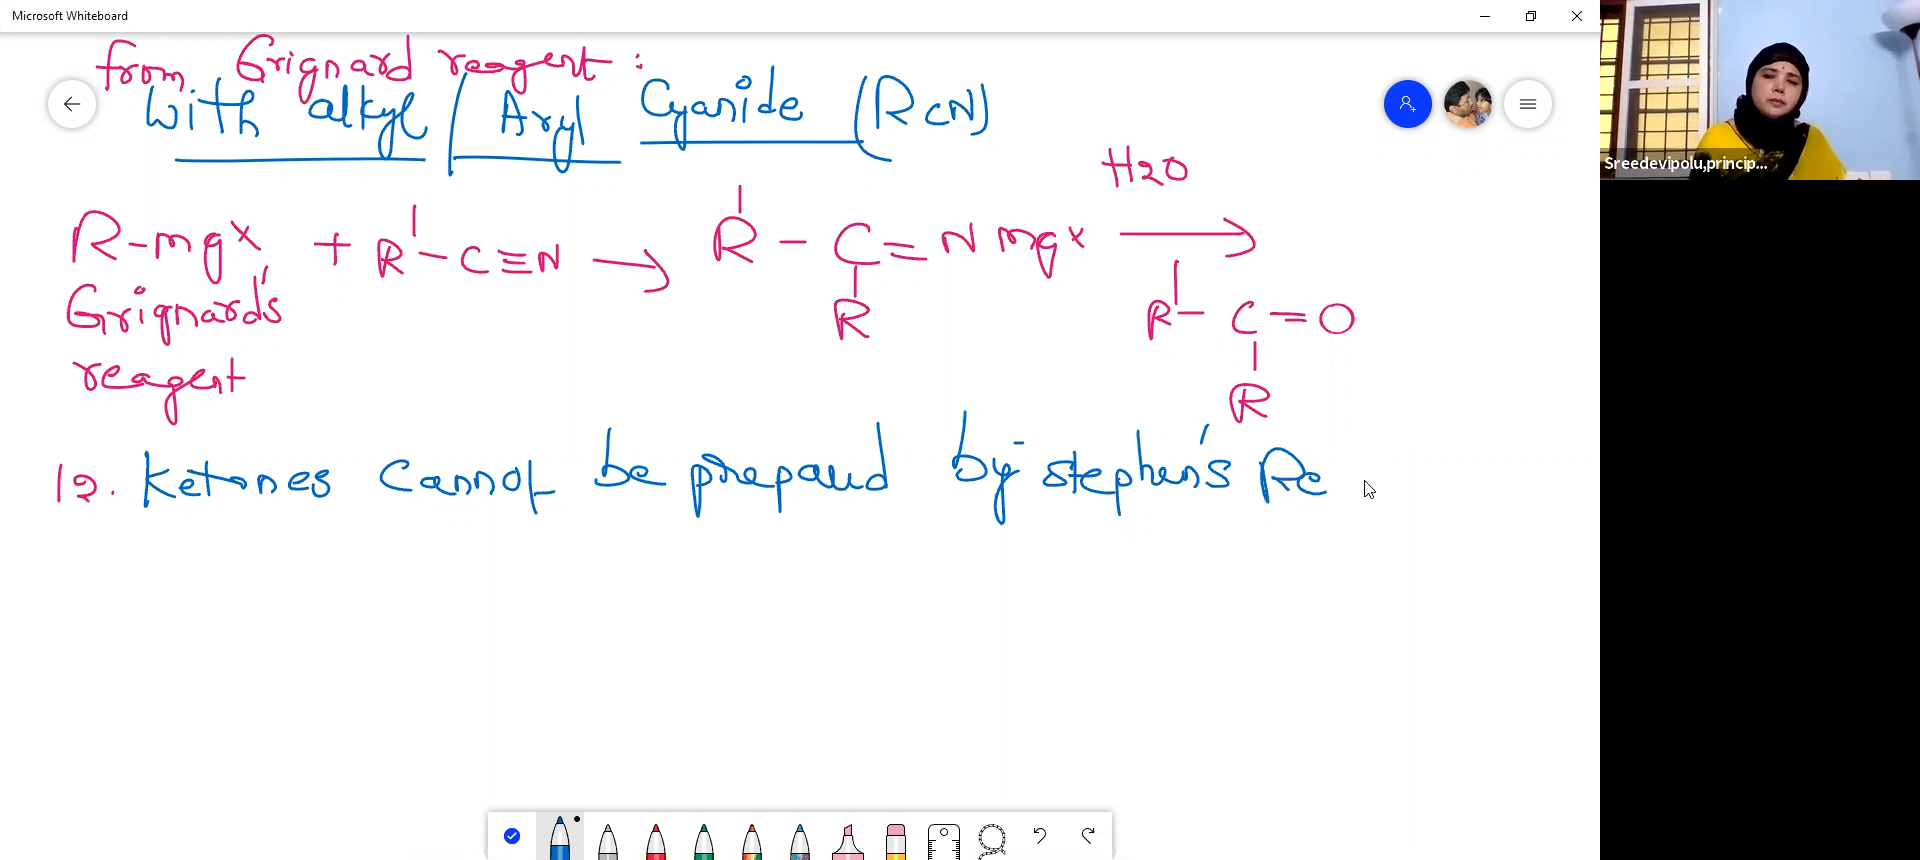 Microsoft Whiteboard
from Grignard reagent :
With alkyl / Aryl Cyanide (RCN)
H2O
R-mgx + R'-C≡N → R'-C=N mgx →
R
Grignard's
reagent
R'-C=O
R
12. Ketones cannot be prepared by stephen's Re
Sreedevipolu,princip...